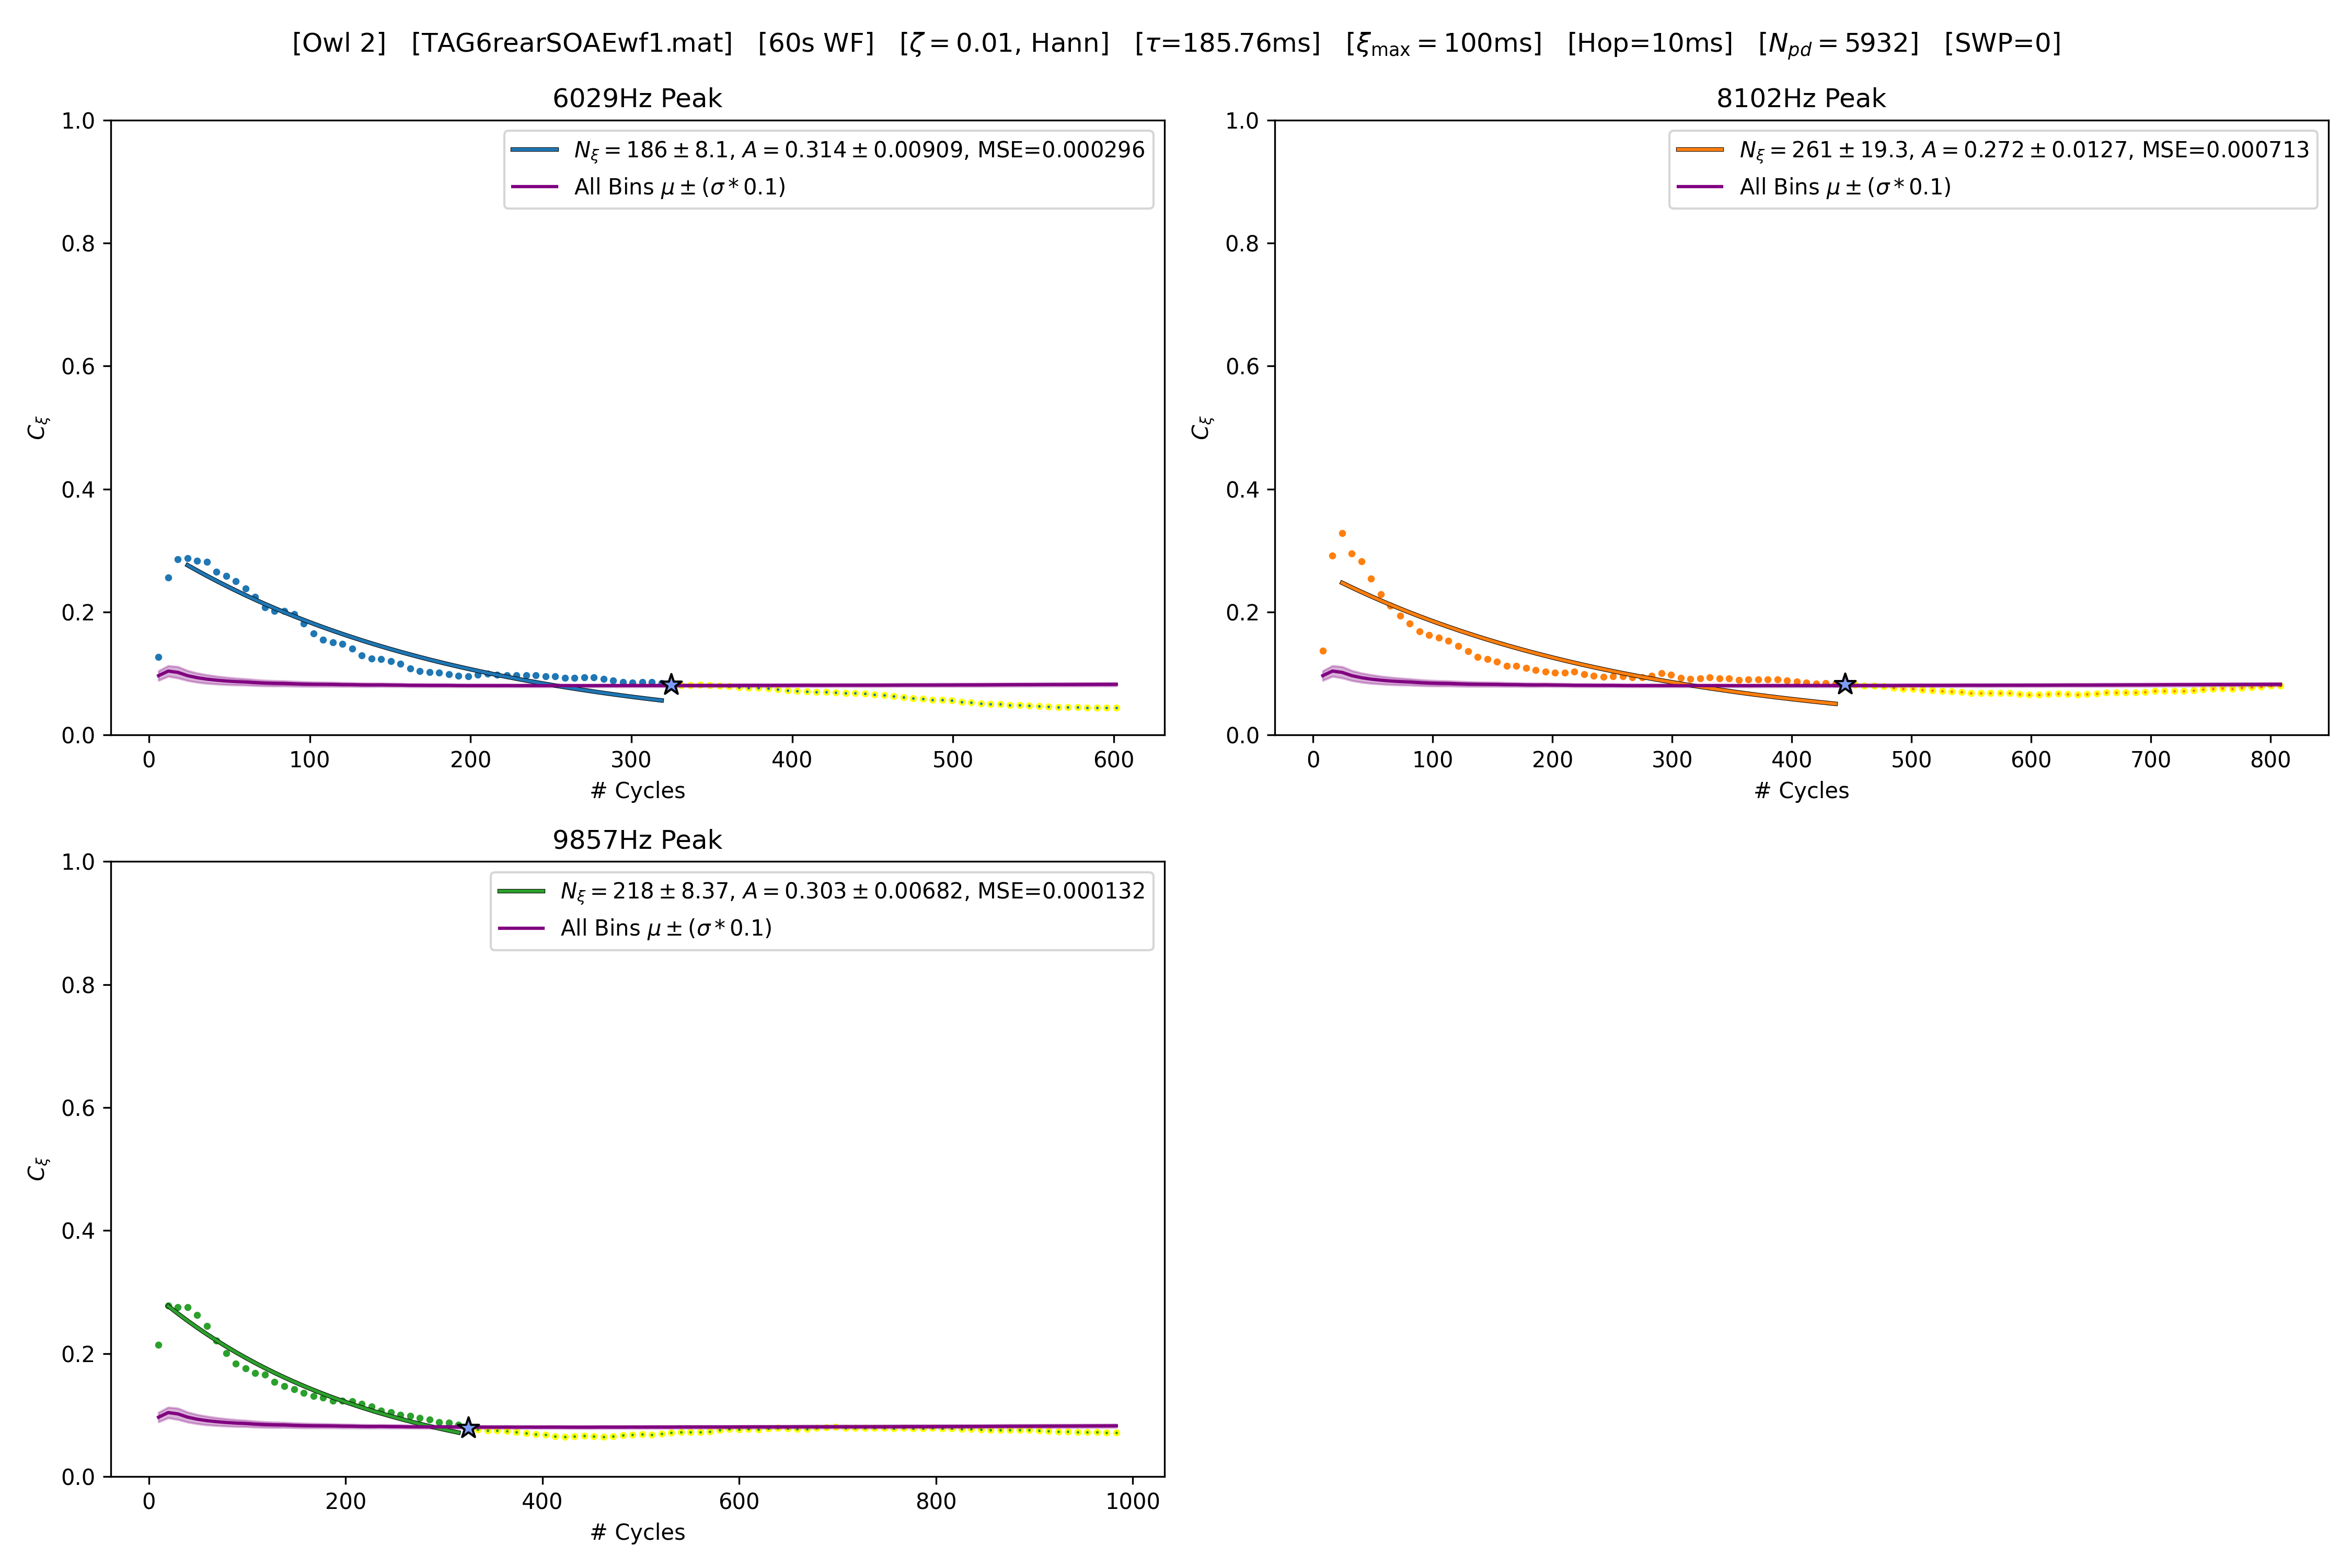 [Owl 2] [TAG6rearSOAEwf1.mat] [60s WF] [ζ = 0.01, Hann] [τ=185.76ms] [ξmax = 100ms] [Hop=10ms] [Npd = 5932] [SWP=0]
6029Hz Peak
Nξ = 186 ± 8.1, A = 0.314 ± 0.00909, MSE=0.000296
All Bins μ ± (σ * 0.1)
1.0
0.8
0.6
0.4
0.2
0.0
Cξ
0 100 200 300 400 500 600
# Cycles
8102Hz Peak
Nξ = 261 ± 19.3, A = 0.272 ± 0.0127, MSE=0.000713
All Bins μ ± (σ * 0.1)
1.0
0.8
0.6
0.4
0.2
0.0
Cξ
0 100 200 300 400 500 600 700 800
# Cycles
9857Hz Peak
Nξ = 218 ± 8.37, A = 0.303 ± 0.00682, MSE=0.000132
All Bins μ ± (σ * 0.1)
1.0
0.8
0.6
0.4
0.2
0.0
Cξ
0 200 400 600 800 1000
# Cycles